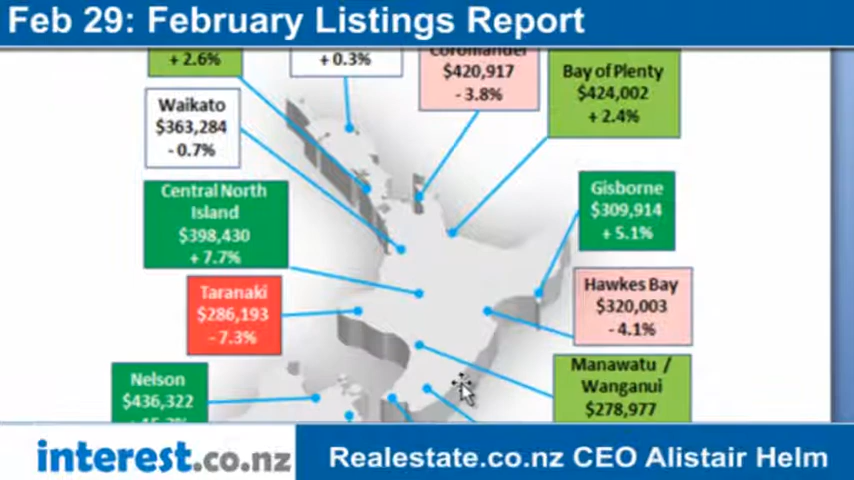 Feb 29: February Listings Report
+ 2.6%
+ 0.3%
Coromandel
$420,917
- 3.8%
Bay of Plenty
$424,002
+ 2.4%
Waikato
$363,284
- 0.7%
Central North
Island
$398,430
+ 7.7%
Gisborne
$309,914
+ 5.1%
Taranaki
$286,193
- 7.3%
Hawkes Bay
$320,003
- 4.1%
Manawatu /
Wanganui
$278,977
Nelson
$436,322
interest.co.nz
Realestate.co.nz CEO Alistair Helm